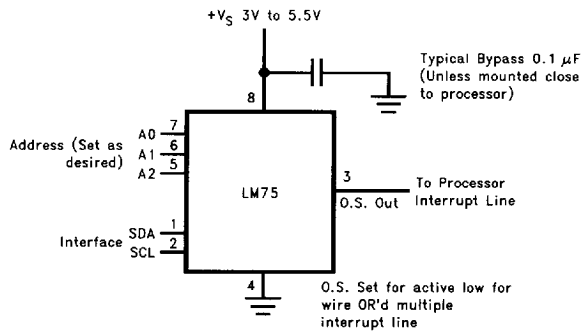 +VS 3V to 5.5V
Typical Bypass 0.1 μF
(Unless mounted close
to processor)
8
Address (Set as
desired)
A0 7
A1 6
A2 5
LM75
3
O.S. Out
To Processor
Interrupt Line
Interface
SDA 1
SCL 2
4
O.S. Set for active low for
wire OR'd multiple
interrupt line